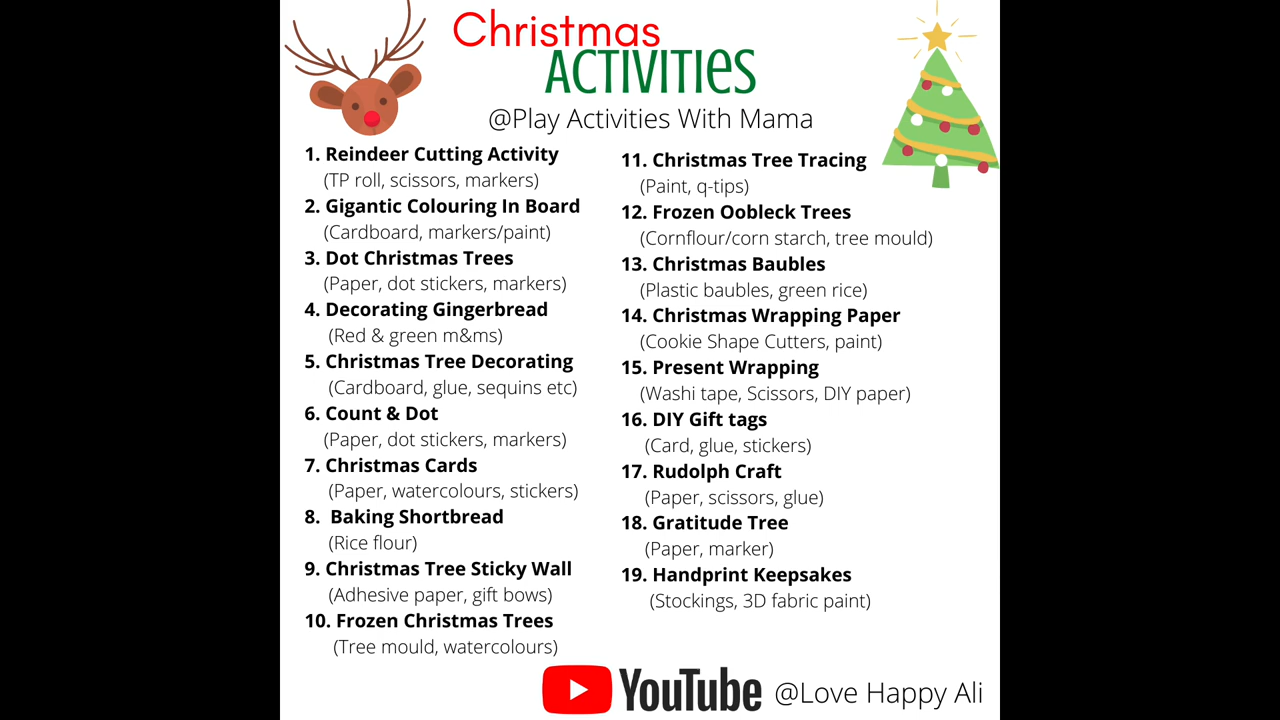 Christmas
ACTIVITIES
@Play Activities With Mama
1. Reindeer Cutting Activity
(TP roll, scissors, markers)
2. Gigantic Colouring In Board
(Cardboard, markers/paint)
3. Dot Christmas Trees
(Paper, dot stickers, markers)
4. Decorating Gingerbread
(Red & green m&ms)
5. Christmas Tree Decorating
(Cardboard, glue, sequins etc)
6. Count & Dot
(Paper, dot stickers, markers)
7. Christmas Cards
(Paper, watercolours, stickers)
8. Baking Shortbread
(Rice flour)
9. Christmas Tree Sticky Wall
(Adhesive paper, gift bows)
10. Frozen Christmas Trees
(Tree mould, watercolours)
11. Christmas Tree Tracing
(Paint, q-tips)
12. Frozen Oobleck Trees
(Cornflour/corn starch, tree mould)
13. Christmas Baubles
(Plastic baubles, green rice)
14. Christmas Wrapping Paper
(Cookie Shape Cutters, paint)
15. Present Wrapping
(Washi tape, Scissors, DIY paper)
16. DIY Gift tags
(Card, glue, stickers)
17. Rudolph Craft
(Paper, scissors, glue)
18. Gratitude Tree
(Paper, marker)
19. Handprint Keepsakes
(Stockings, 3D fabric paint)
YouTube @Love Happy Ali